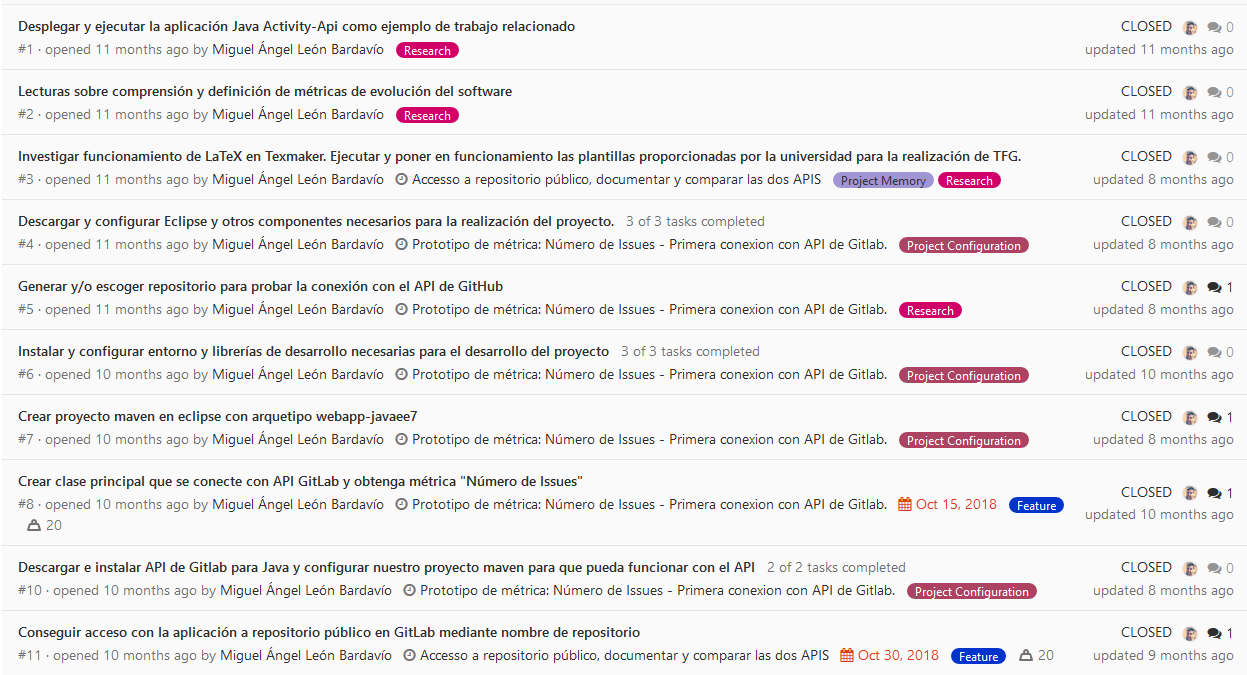 Desplegar y ejecutar la aplicación Java Activity-Api como ejemplo de trabajo relacionado CLOSED 0
#1 · opened 11 months ago by Miguel Ángel León Bardavío Research updated 11 months ago
Lecturas sobre comprensión y definición de métricas de evolución del software CLOSED 0
#2 · opened 11 months ago by Miguel Ángel León Bardavío Research updated 11 months ago
Investigar funcionamiento de LaTeX en Texmaker. Ejecutar y poner en funcionamiento las plantillas proporcionadas por la universidad para la realización de TFG. CLOSED 0
#3 · opened 11 months ago by Miguel Ángel León Bardavío Accesso a repositorio público, documentar y comparar las dos APIS Project Memory Research updated 8 months ago
Descargar y configurar Eclipse y otros componentes necesarios para la realización del proyecto. 3 of 3 tasks completed CLOSED 0
#4 · opened 11 months ago by Miguel Ángel León Bardavío Prototipo de métrica: Número de Issues - Primera conexion con API de Gitlab. Project Configuration updated 8 months ago
Generar y/o escoger repositorio para probar la conexión con el API de GitHub CLOSED 1
#5 · opened 11 months ago by Miguel Ángel León Bardavío Prototipo de métrica: Número de Issues - Primera conexion con API de Gitlab. Research updated 8 months ago
Instalar y configurar entorno y librerías de desarrollo necesarias para el desarrollo del proyecto 3 of 3 tasks completed CLOSED 0
#6 · opened 10 months ago by Miguel Ángel León Bardavío Prototipo de métrica: Número de Issues - Primera conexion con API de Gitlab. Project Configuration updated 10 months ago
Crear proyecto maven en eclipse con arquetipo webapp-javaee7 CLOSED 1
#7 · opened 10 months ago by Miguel Ángel León Bardavío Prototipo de métrica: Número de Issues - Primera conexion con API de Gitlab. Project Configuration updated 8 months ago
Crear clase principal que se conecte con API GitLab y obtenga métrica "Número de Issues" CLOSED 1
#8 · opened 10 months ago by Miguel Ángel León Bardavío Prototipo de métrica: Número de Issues - Primera conexion con API de Gitlab. Oct 15, 2018 Feature updated 10 months ago
20
Descargar e instalar API de Gitlab para Java y configurar nuestro proyecto maven para que pueda funcionar con el API 2 of 2 tasks completed CLOSED 0
#10 · opened 10 months ago by Miguel Ángel León Bardavío Prototipo de métrica: Número de Issues - Primera conexion con API de Gitlab. Project Configuration updated 8 months ago
Conseguir acceso con la aplicación a repositorio público en GitLab mediante nombre de repositorio CLOSED 1
#11 · opened 10 months ago by Miguel Ángel León Bardavío Accesso a repositorio público, documentar y comparar las dos APIS Oct 30, 2018 Feature 20 updated 9 months ago